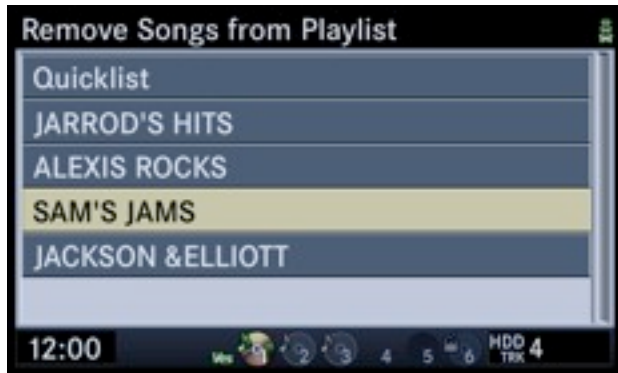 Remove Songs from Playlist
Quicklist
JARROD'S HITS
ALEXIS ROCKS
SAM'S JAMS
JACKSON &ELLIOTT
12:00 1 2 3 4 5 6 HDD TRK 4